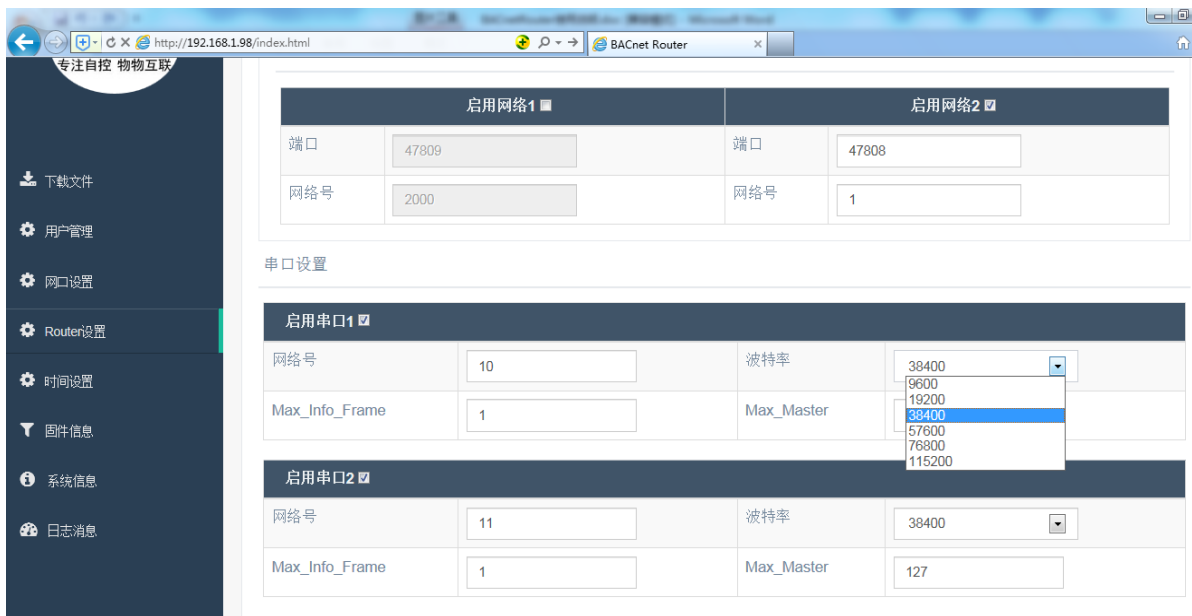 http://192.168.1.98/index.html
BACnet Router
专注自控 物物互联
下载文件
用户管理
网口设置
Router设置
时间设置
固件信息
系统信息
日志消息
启用网络1 启用网络2
端口 47809 端口 47808
网络号 2000 网络号 1
串口设置
启用串口1
网络号 10 波特率 38400
9600
19200
38400
57600
76800
115200
Max_Info_Frame 1 Max_Master
启用串口2
网络号 11 波特率 38400
Max_Info_Frame 1 Max_Master 127